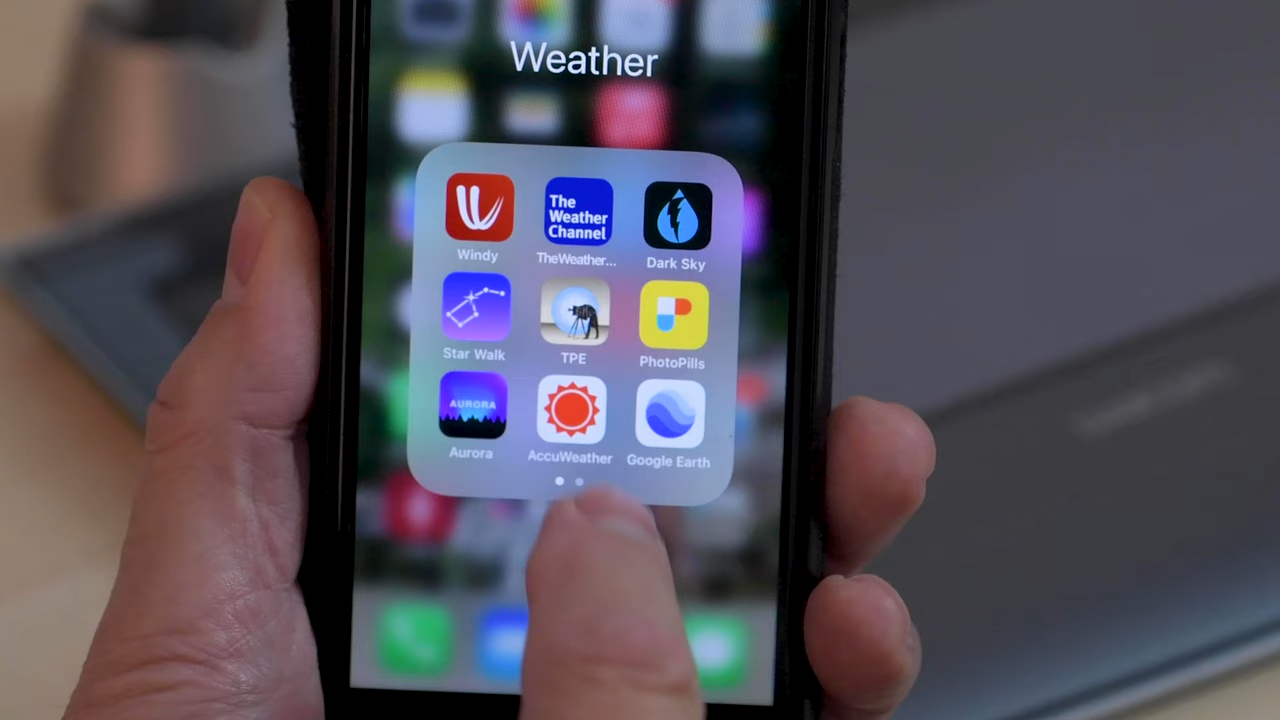 Weather
The
Weather
Channel
Windy
TheWeather...
Dark Sky
Star Walk
TPE
PhotoPills
AURORA
Aurora
AccuWeather
Google Earth